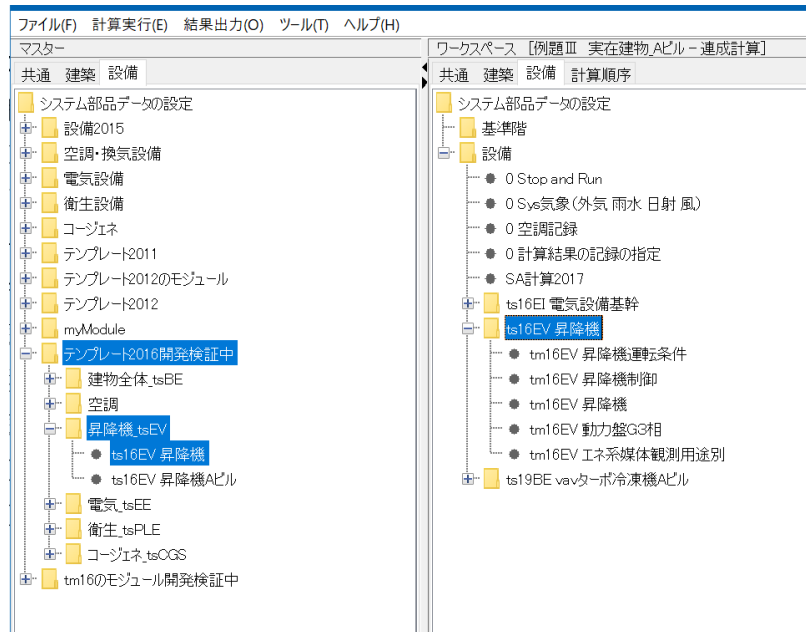 ファイル(F) 計算実行(E) 結果出力(O) ツール(T) ヘルプ(H)
マスター
共通 建築 設備
システム部品データの設定
設備2015
空調・換気設備
電気設備
衛生設備
コージェネ
テンプレート2011
テンプレート2012のモジュール
テンプレート2012
myModule
テンプレート2016開発検証中
建物全体_tsBE
空調
昇降機_tsEV
ts16EV 昇降機
ts16EV 昇降機Aビル
電気_tsEE
衛生_tsPLE
コージェネ_tsCGS
tm16のモジュール開発検証中
ワークスペース [例題Ⅲ 実在建物_Aビル - 連成計算]
共通 建築 設備 計算順序
システム部品データの設定
基準階
設備
0 Stop and Run
0 Sys気象(外気 雨水 日射 風)
0 空調記録
0 計算結果の記録の指定
SA計算2017
ts16EI 電気設備基幹
ts16EV 昇降機
tm16EV 昇降機運転条件
tm16EV 昇降機制御
tm16EV 昇降機
tm16EV 動力盤G3相
tm16EV エネ系媒体観測用途別
ts19BE vavターボ冷凍機Aビル